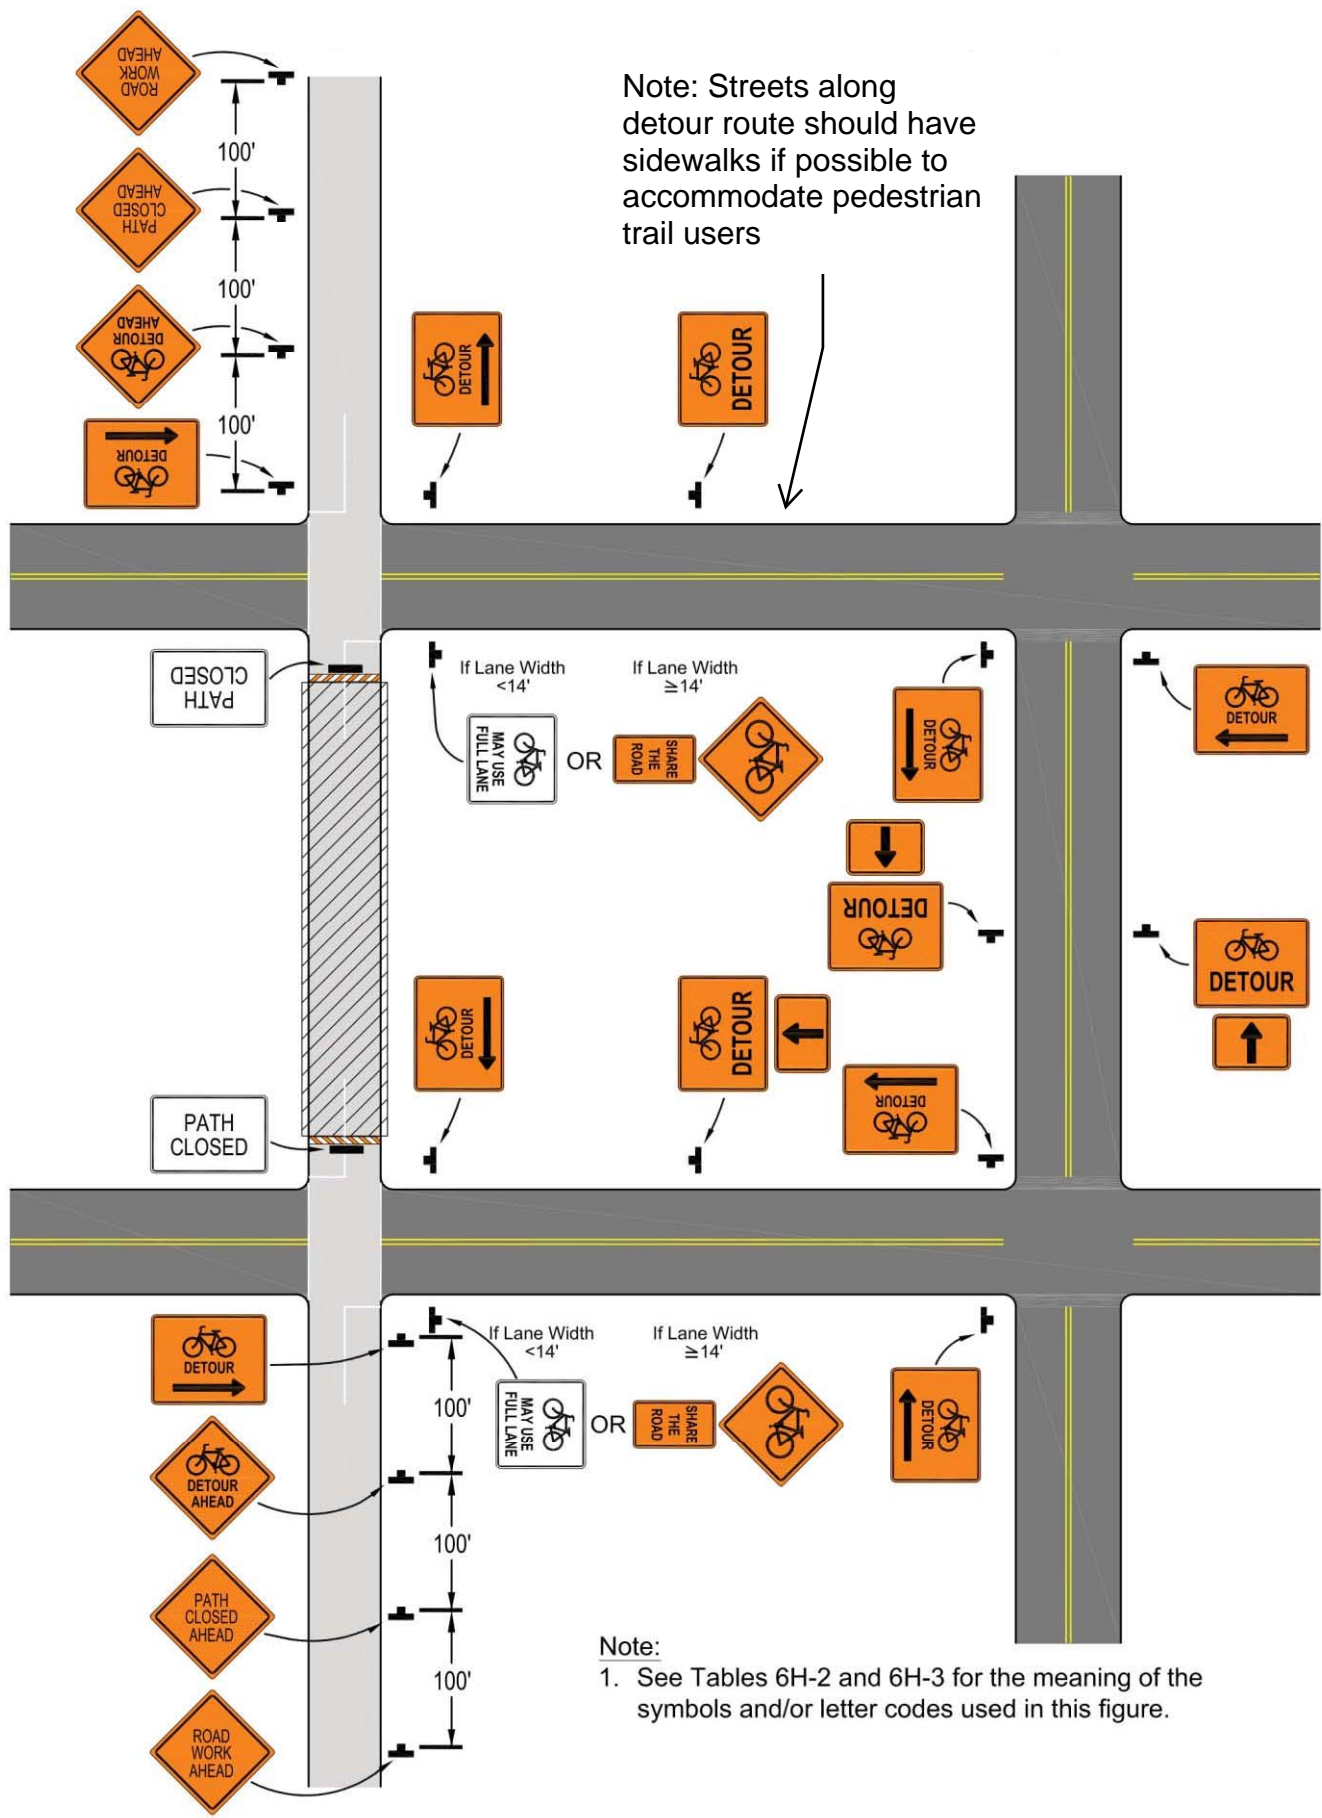 ROAD
WORK
AHEAD
100'
PATH
CLOSED
AHEAD
100'
DETOUR
AHEAD
100'
DETOUR
Note: Streets along
detour route should have
sidewalks if possible to
accommodate pedestrian
trail users
DETOUR
DETOUR
PATH
CLOSED
If Lane Width
<14'
MAY USE
FULL LANE
OR
If Lane Width
≧14'
SHARE
THE
ROAD
DETOUR
DETOUR
DETOUR
DETOUR
DETOUR
DETOUR
DETOUR
PATH
CLOSED
DETOUR
100'
If Lane Width
<14'
MAY USE
FULL LANE
OR
If Lane Width
≧14'
SHARE
THE
ROAD
DETOUR
DETOUR
AHEAD
100'
PATH
CLOSED
AHEAD
100'
ROAD
WORK
AHEAD
Note:
1. See Tables 6H-2 and 6H-3 for the meaning of the
symbols and/or letter codes used in this figure.